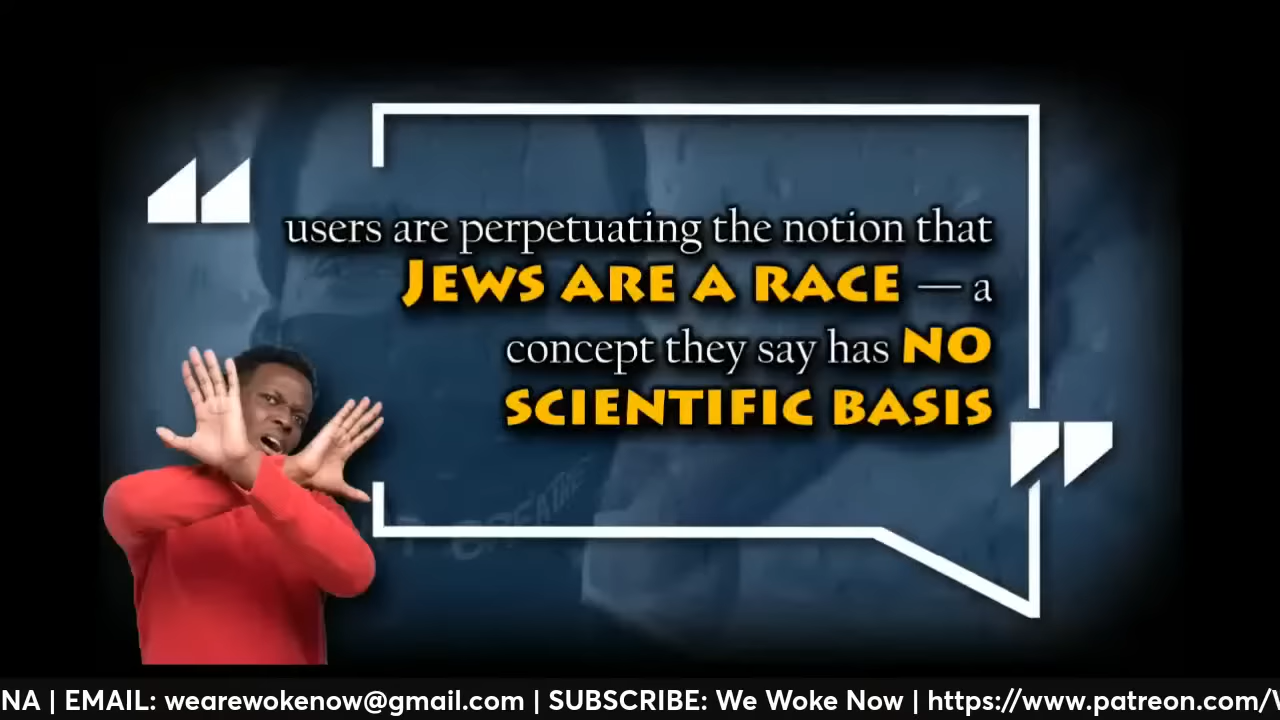 users are perpetuating the notion that
JEWS ARE A RACE — a
concept they say has NO
SCIENTIFIC BASIS
NA | EMAIL: wearewokenow@gmail.com | SUBSCRIBE: We Woke Now | https://www.patreon.com/